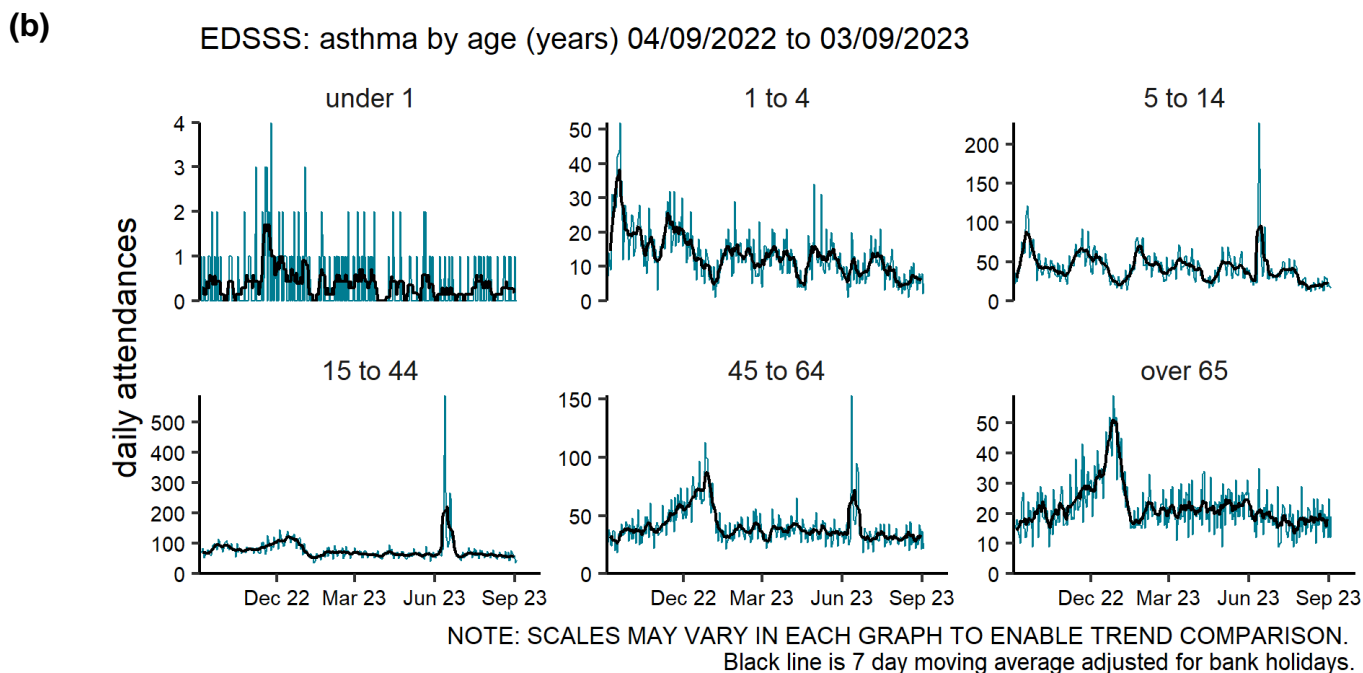 (b)
EDSSS: asthma by age (years) 04/09/2022 to 03/09/2023
daily attendances
under 1
4
3
2
1
0
1 to 4
50
40
30
20
10
0
5 to 14
200
150
100
50
0
15 to 44
500
400
300
200
100
0
Dec 22 Mar 23 Jun 23 Sep 23
45 to 64
150
100
50
0
Dec 22 Mar 23 Jun 23 Sep 23
over 65
50
40
30
20
10
0
Dec 22 Mar 23 Jun 23 Sep 23
NOTE: SCALES MAY VARY IN EACH GRAPH TO ENABLE TREND COMPARISON.
Black line is 7 day moving average adjusted for bank holidays.